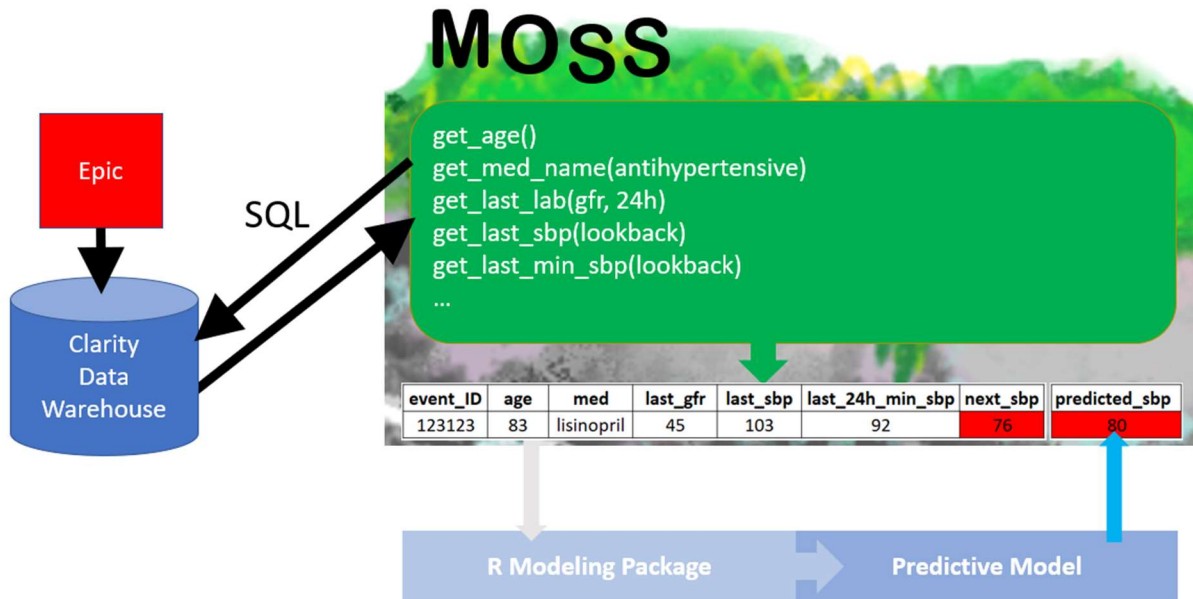 MOSS
Epic
SQL
Clarity
Data
Warehouse
get_age()
get_med_name(antihypertensive)
get_last_lab(gfr, 24h)
get_last_sbp(lookback)
get_last_min_sbp(lookback)
...
event_ID age med last_gfr last_sbp last_24h_min_sbp next_sbp predicted_sbp
123123 83 lisinopril 45 103 92 76 80
R Modeling Package Predictive Model